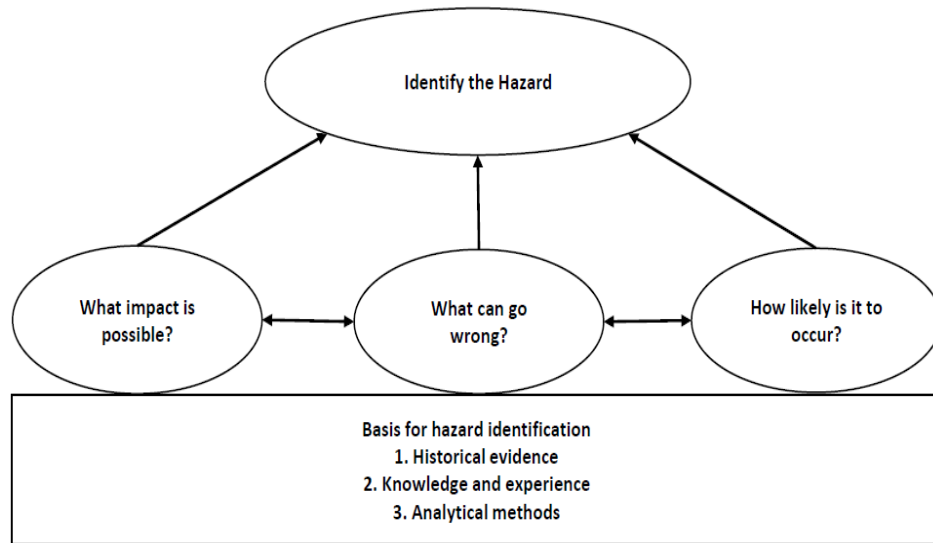 Identify the Hazard
What impact is
possible?
What can go
wrong?
How likely is it to
occur?
Basis for hazard identification
1. Historical evidence
2. Knowledge and experience
3. Analytical methods